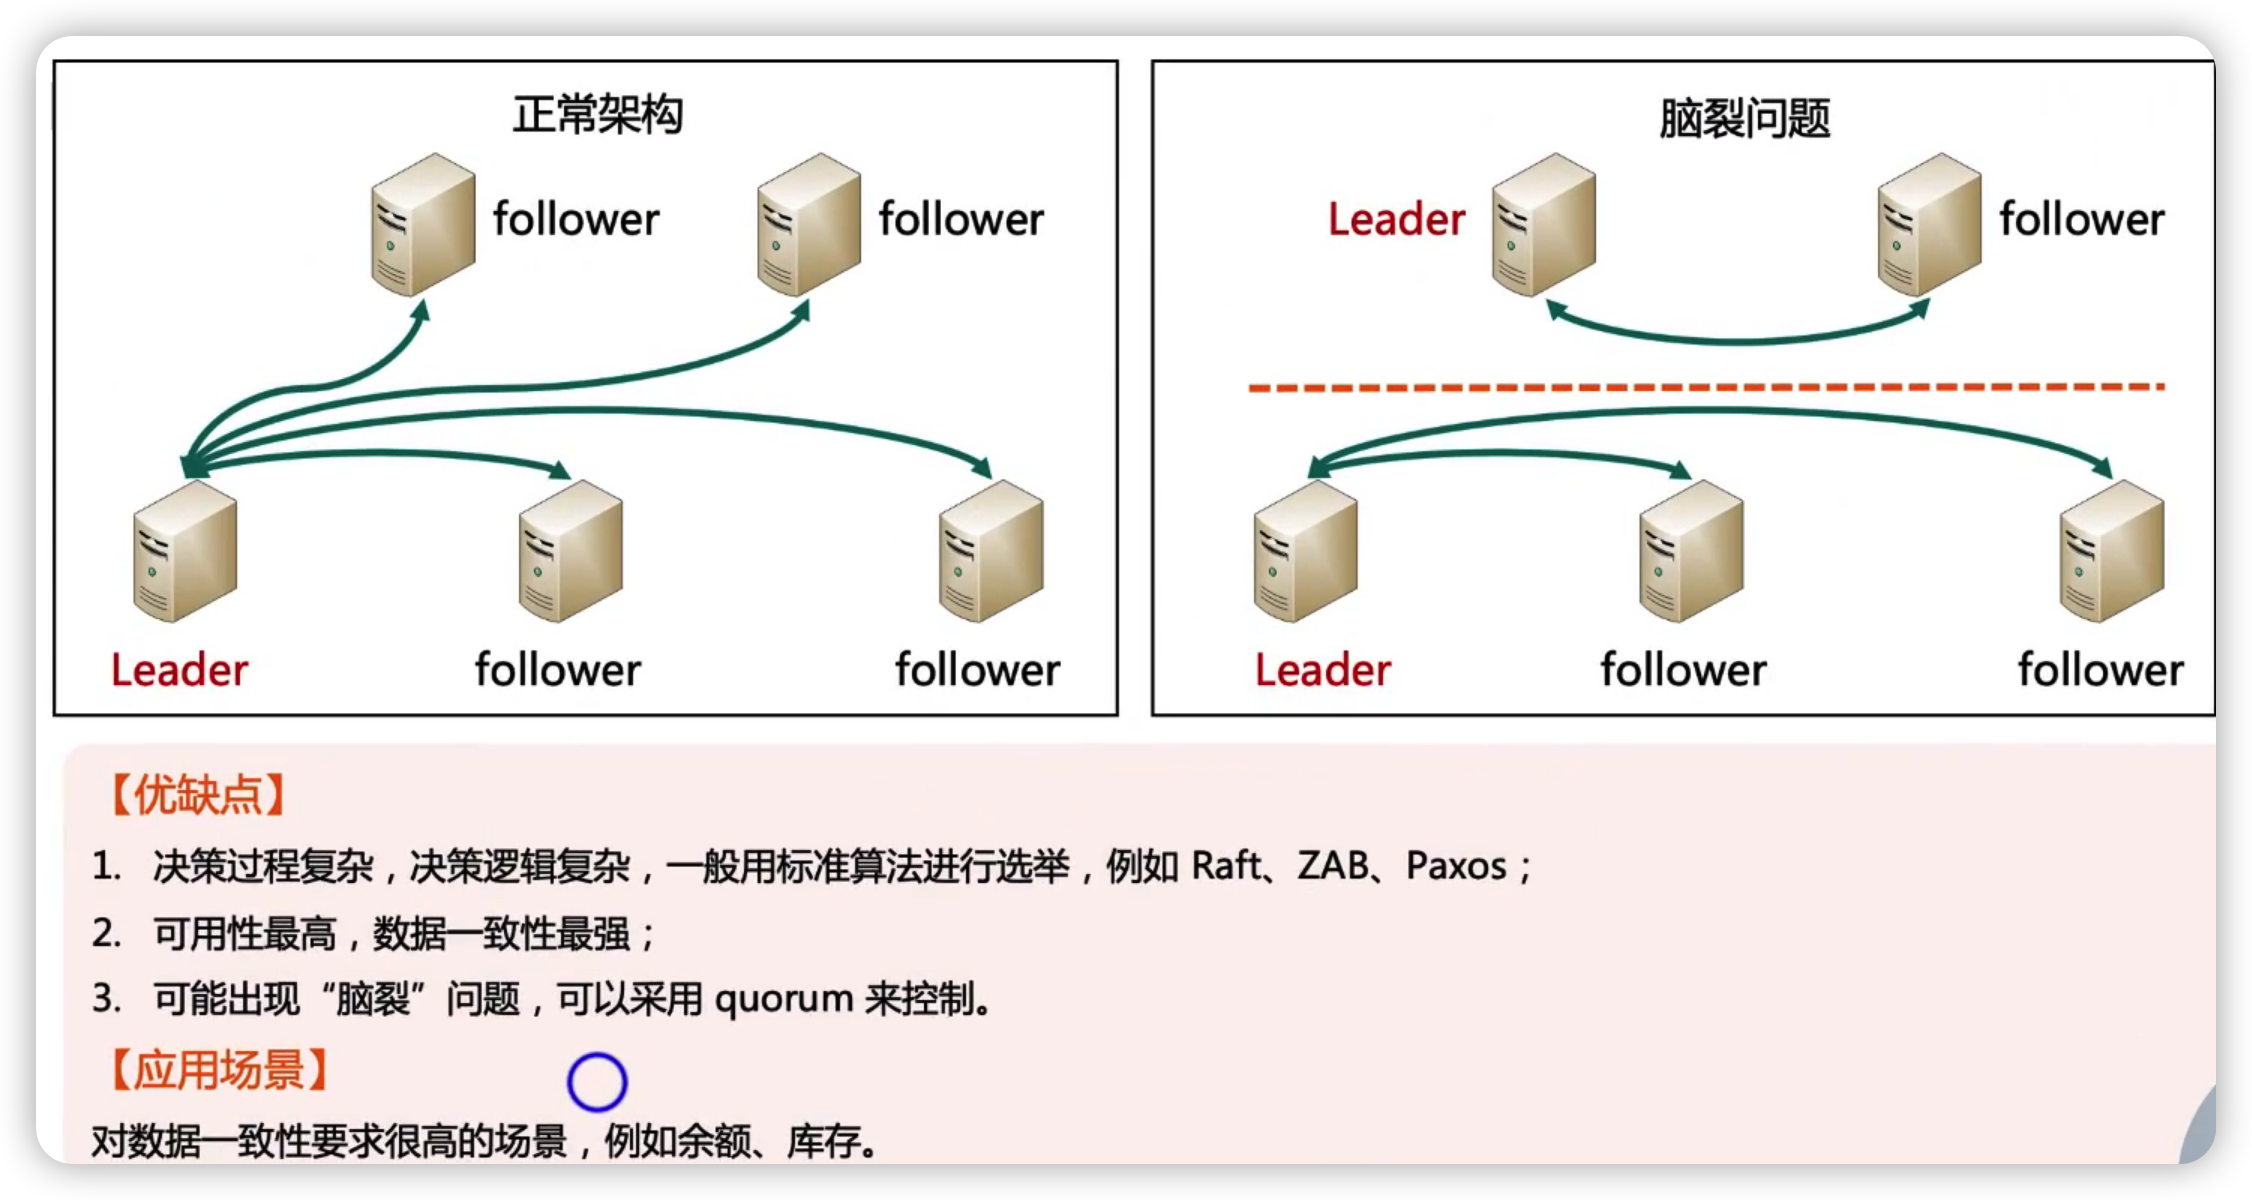 正常架构
follower
follower
Leader
follower
follower
脑裂问题
Leader
follower
Leader
follower
follower
【优缺点】
1. 决策过程复杂，决策逻辑复杂，一般用标准算法进行选举，例如 Raft、ZAB、Paxos；
2. 可用性最高，数据一致性最强；
3. 可能出现“脑裂”问题，可以采用 quorum 来控制。
【应用场景】
对数据一致性要求很高的场景，例如余额、库存。